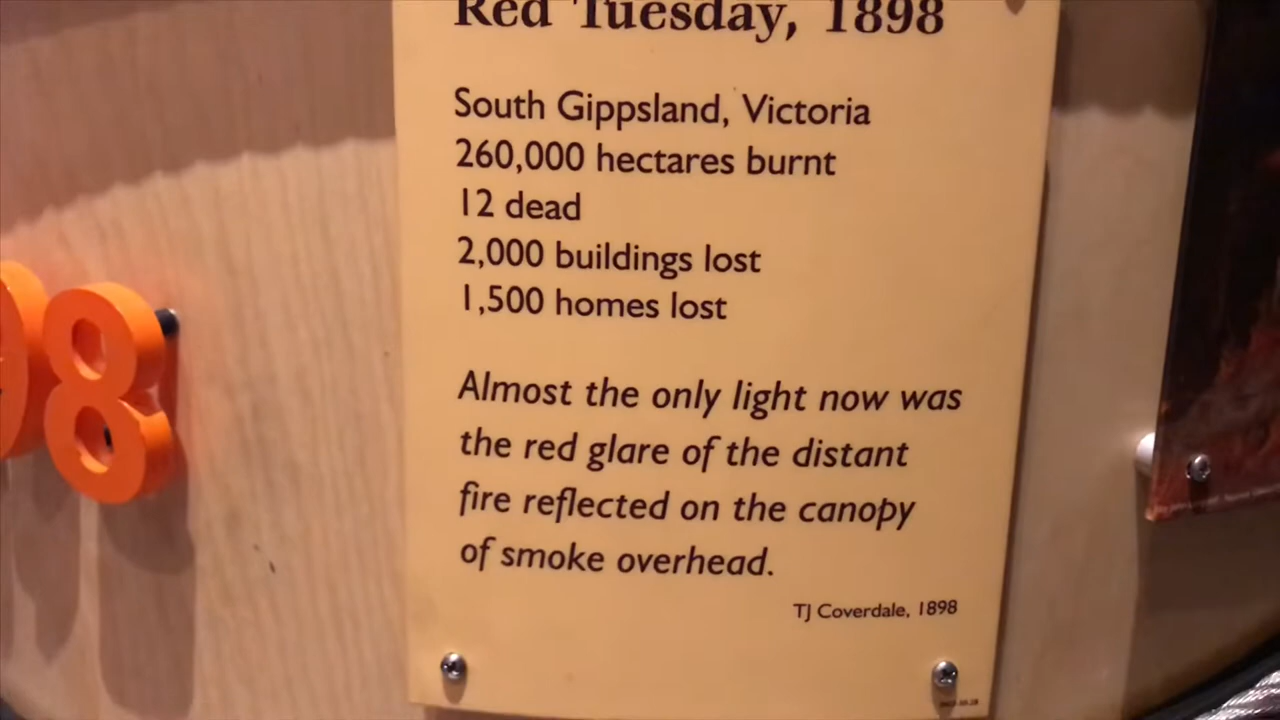 Red Tuesday, 1898
South Gippsland, Victoria
260,000 hectares burnt
12 dead
2,000 buildings lost
1,500 homes lost
Almost the only light now was
the red glare of the distant
fire reflected on the canopy
of smoke overhead.
TJ Coverdale, 1898
8